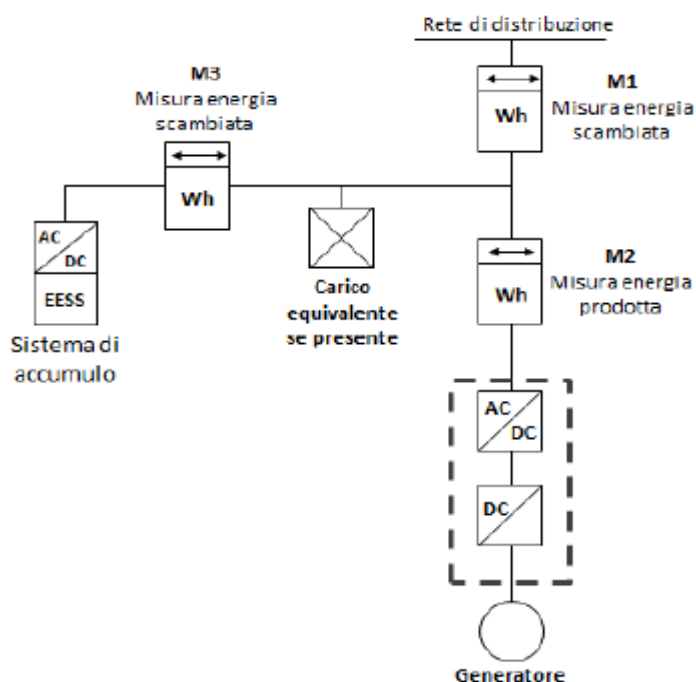 Rete di distribuzione
M3
Misura energia
scambiata
Wh
M1
Misura energia
scambiata
Wh
AC
DC
EESS
Sistema di
accumulo
Carico
equivalente
se presente
M2
Misura energia
prodotta
Wh
AC
DC
DC
Generatore